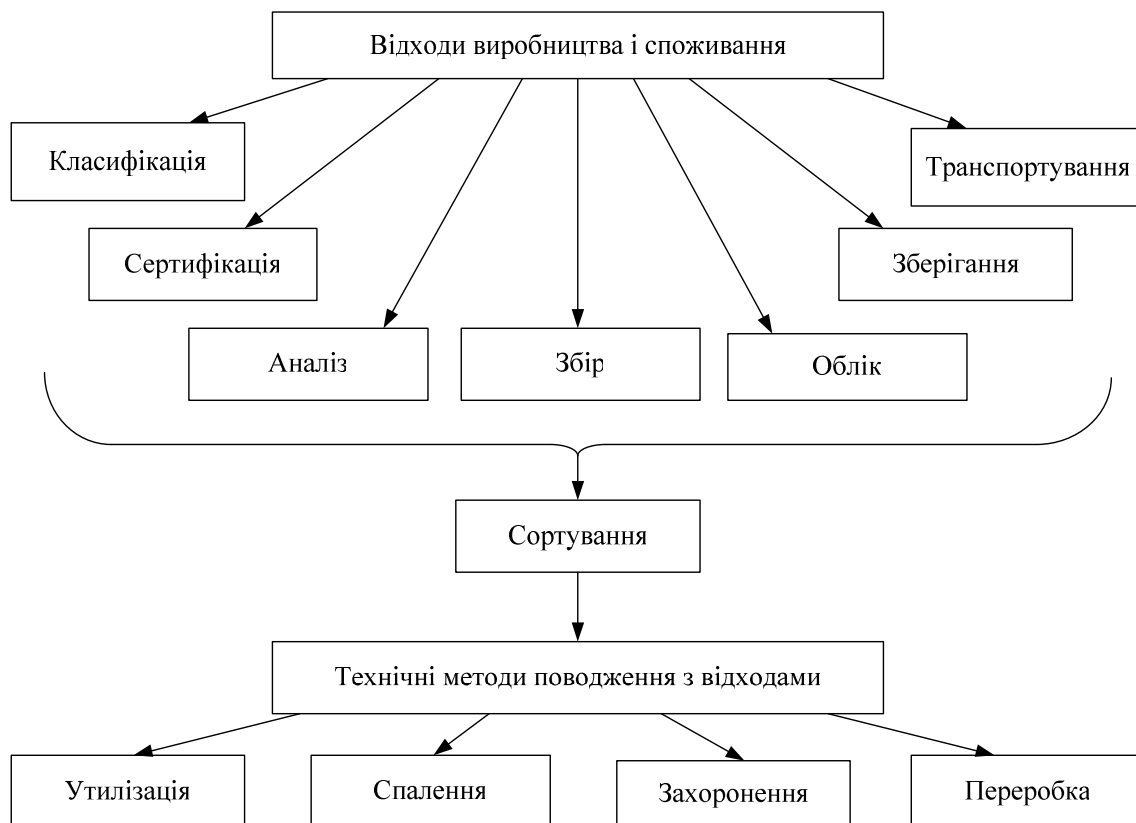 Відходи виробництва і споживання
Класифікація
Транспортування
Сертифікація
Зберігання
Аналіз
Збір
Облік
Сортування
Технічні методи поводження з відходами
Утилізація
Спалення
Захоронення
Переробка